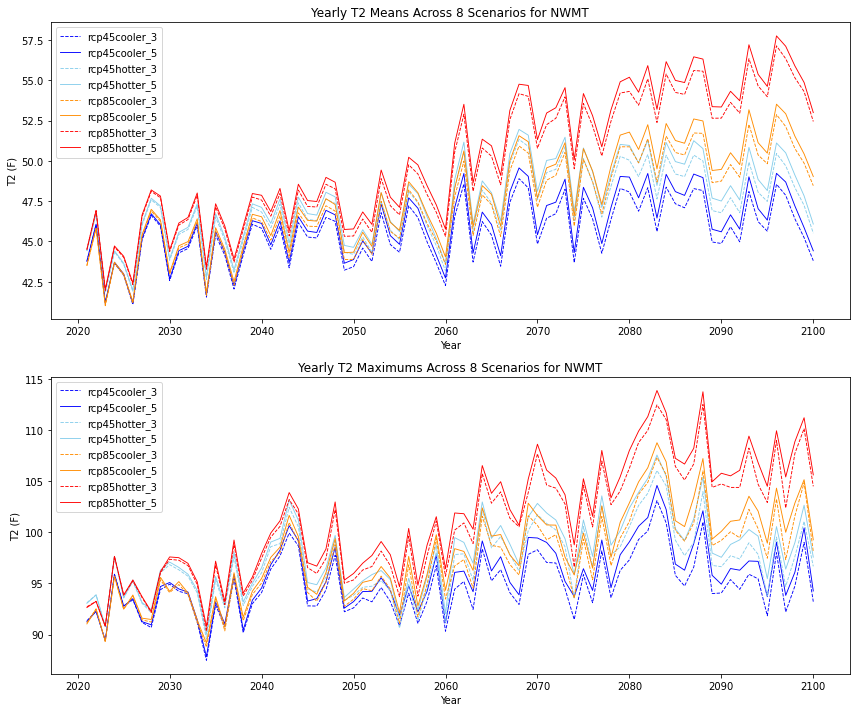 Yearly T2 Means Across 8 Scenarios for NWMT
57.5
55.0
52.5
50.0
47.5
45.0
42.5
T2 (F)
rcp45cooler_3
rcp45cooler_5
rcp45hotter_3
rcp45hotter_5
rcp85cooler_3
rcp85cooler_5
rcp85hotter_3
rcp85hotter_5
2020 2030 2040 2050 2060 2070 2080 2090 2100
Year
Yearly T2 Maximums Across 8 Scenarios for NWMT
115
110
105
100
95
90
T2 (F)
rcp45cooler_3
rcp45cooler_5
rcp45hotter_3
rcp45hotter_5
rcp85cooler_3
rcp85cooler_5
rcp85hotter_3
rcp85hotter_5
2020 2030 2040 2050 2060 2070 2080 2090 2100
Year